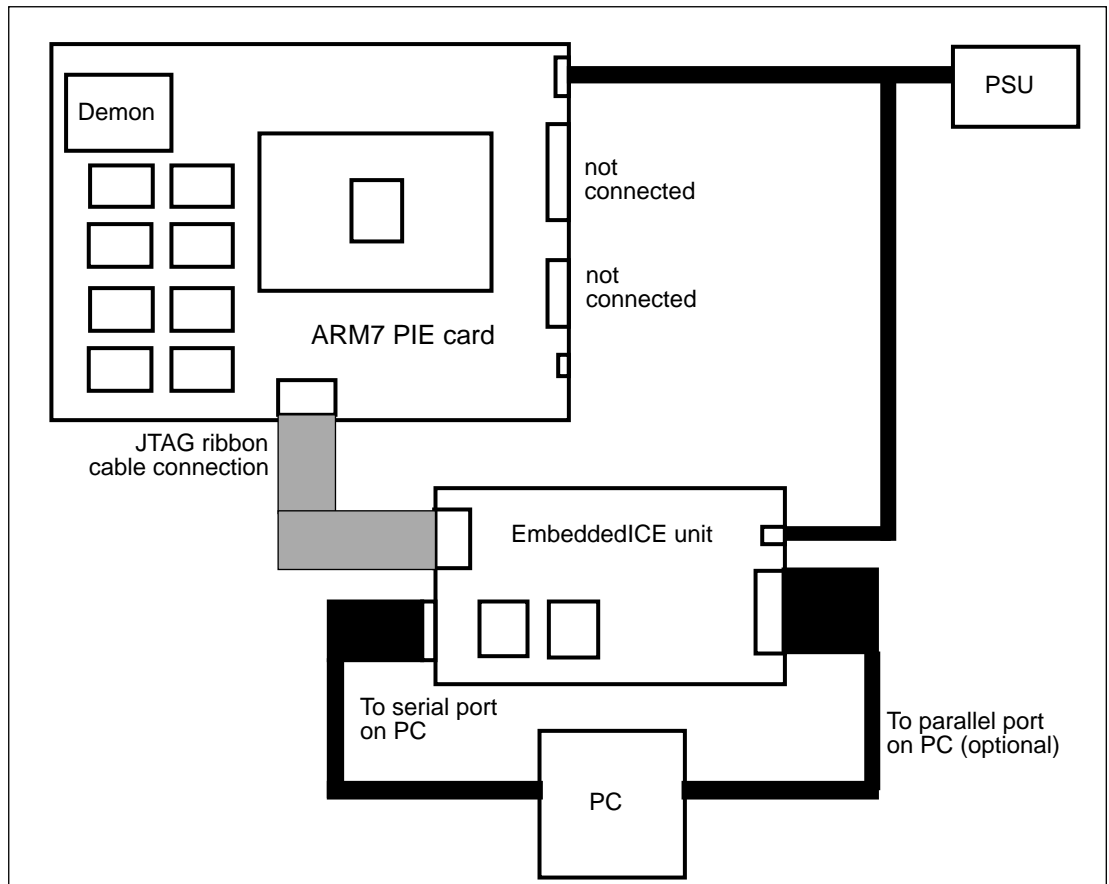 Demon
PSU
not
connected
not
connected
ARM7 PIE card
JTAG ribbon
cable connection
EmbeddedICE unit
To serial port
on PC
To parallel port
on PC (optional)
PC